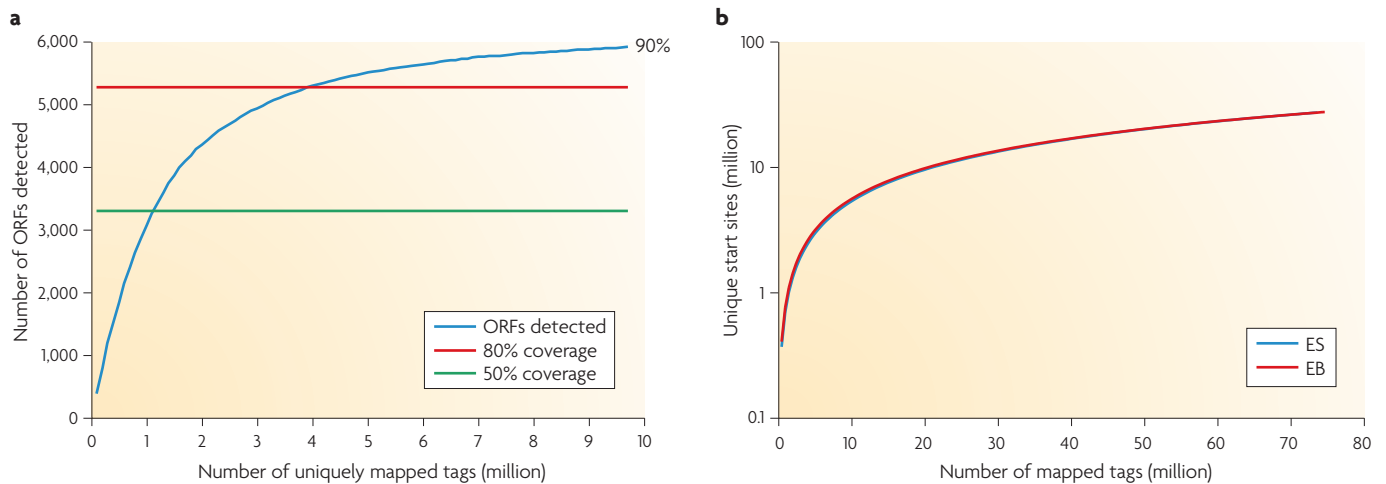 a
6,000
5,000
4,000
3,000
2,000
1,000
0
Number of ORFs detected
90%
ORFs detected
80% coverage
50% coverage
0 1 2 3 4 5 6 7 8 9 10
Number of uniquely mapped tags (million)
b
100
10
1
0.1
Unique start sites (million)
ES
EB
0 10 20 30 40 50 60 70 80
Number of mapped tags (million)